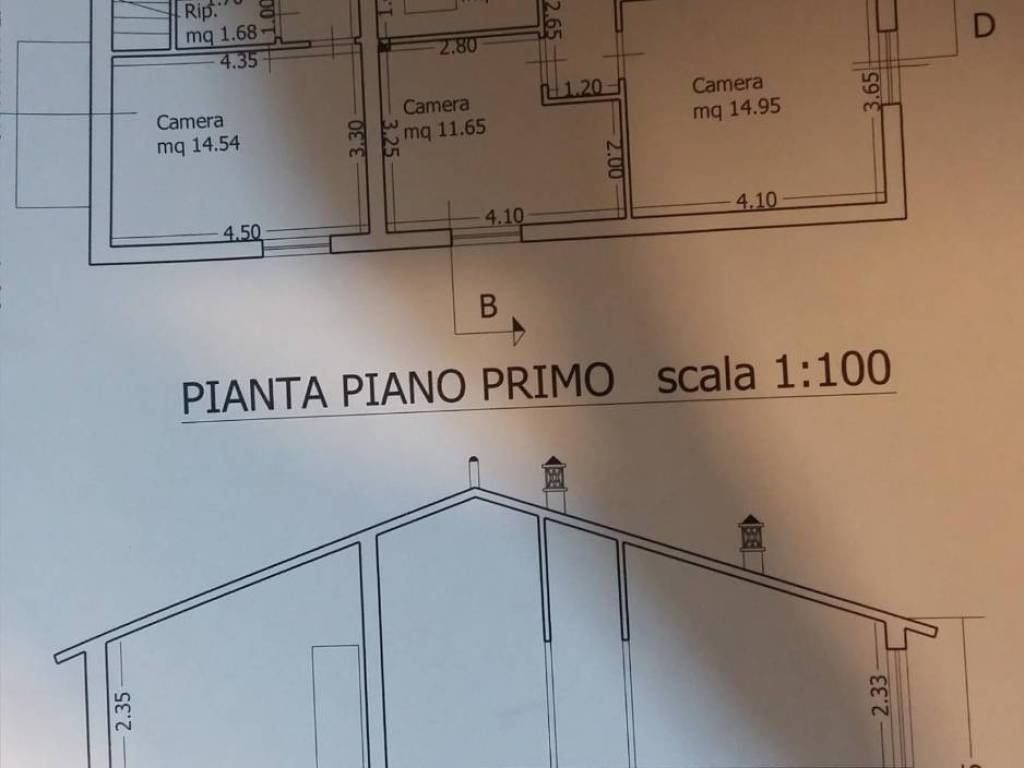 Rip.
mq 1.68
1.00
4.35
2.80
2.65
1.20
D
Camera
mq 14.54
3.30
3.25
Camera
mq 11.65
2.00
Camera
mq 14.95
3.65
4.50
4.10
4.10
B
PIANTA PIANO PRIMO scala 1:100
2.35
2.33